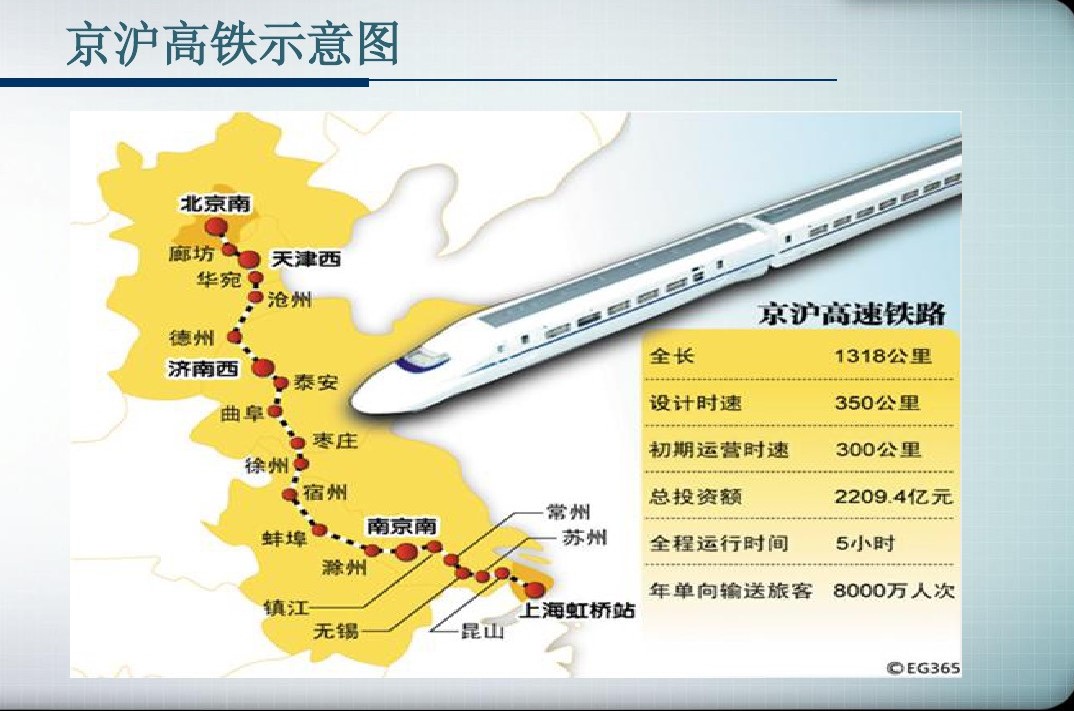 京沪高铁示意图
北京南
廊坊
天津西
华宛
沧州
德州
济南西
泰安
曲阜
枣庄
徐州
宿州
蚌埠
南京南
滁州
常州
苏州
镇江
无锡
昆山
上海虹桥站
京沪高速铁路
全长 1318公里
设计时速 350公里
初期运营时速 300公里
总投资额 2209.4亿元
全程运行时间 5小时
年单向输送旅客 8000万人次
©EG365